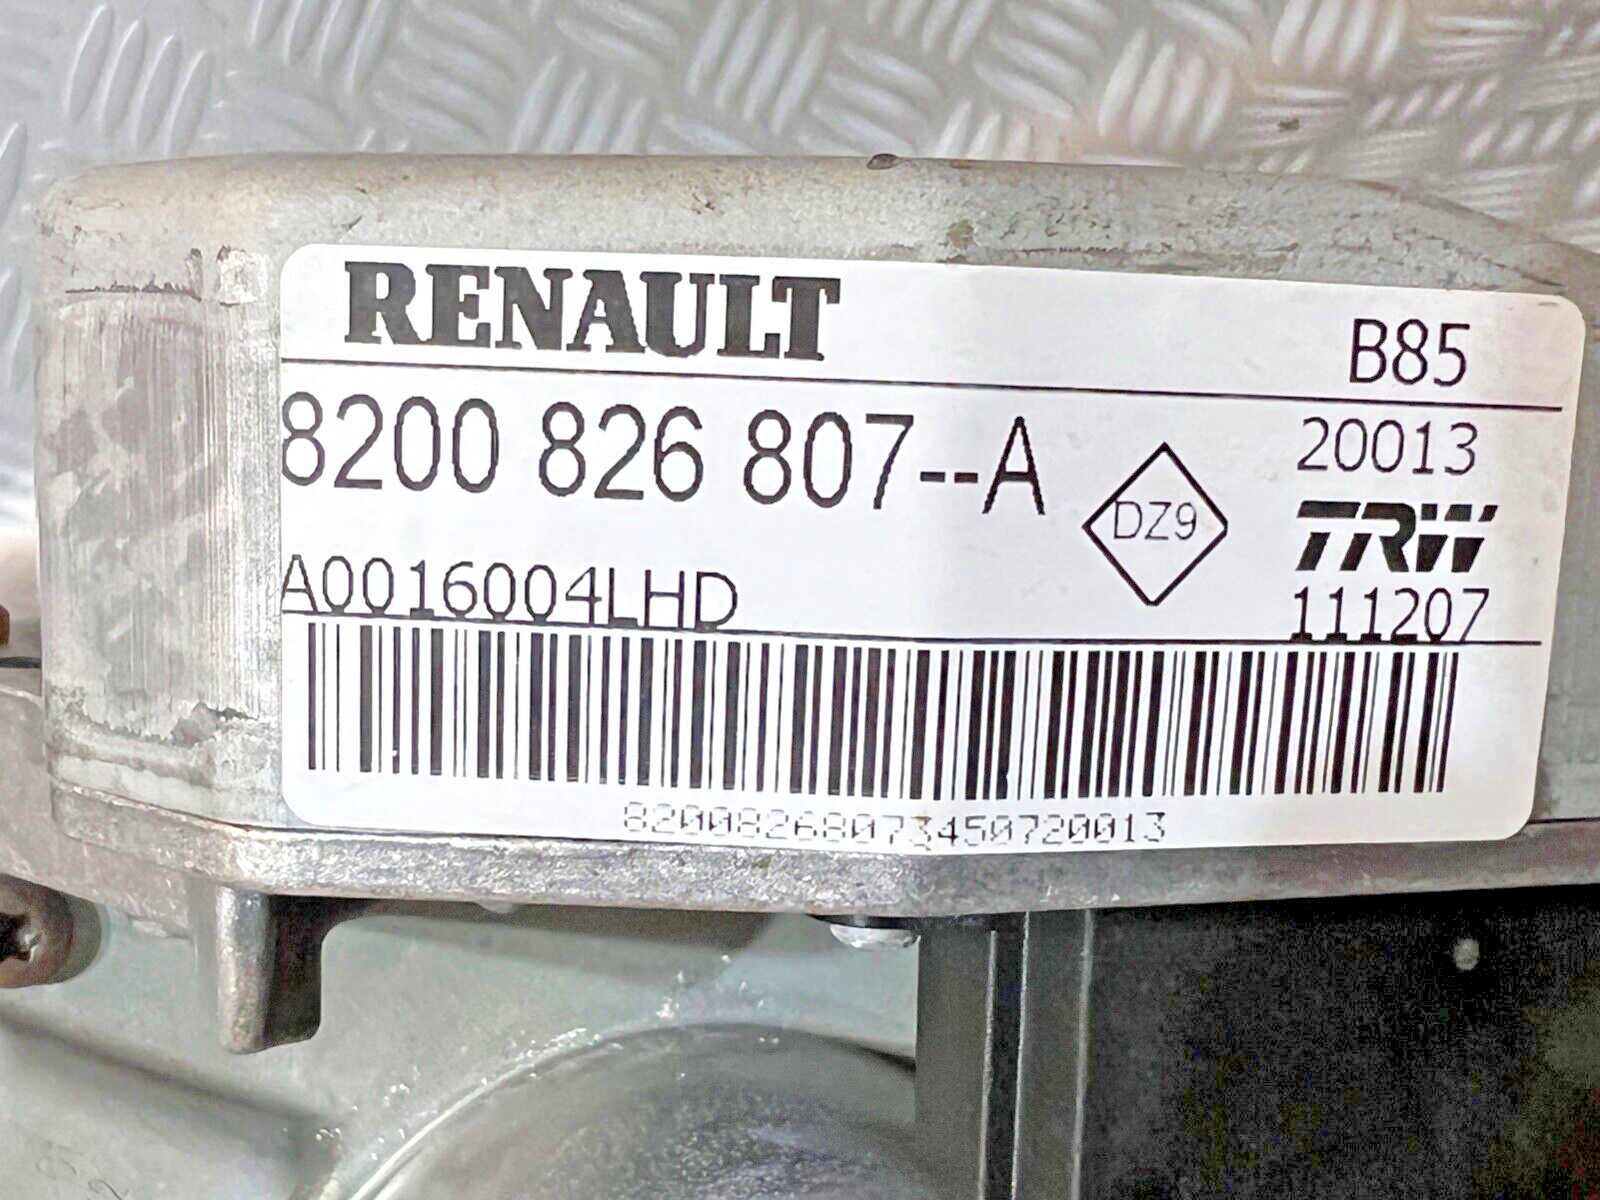 RENAULT
B85
8200 826 807--A
DZ9
20013
TRW
A0016004LHD
111207
82008268073450720013